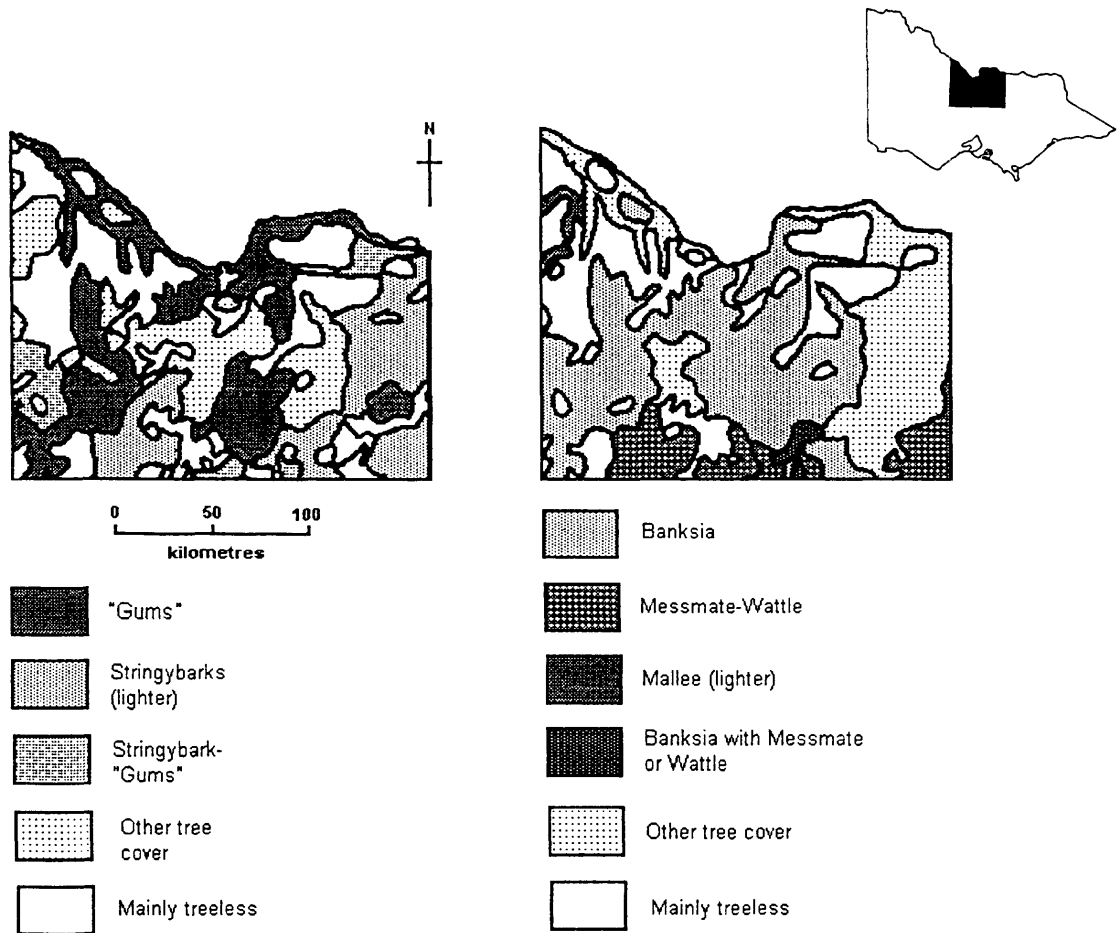 N
0 50 100
kilometres
"Gums"
Stringybarks
(lighter)
Stringybark-
"Gums"
Other tree
cover
Mainly treeless
Banksia
Messmate-Wattle
Mallee (lighter)
Banksia with Messmate
or Wattle
Other tree cover
Mainly treeless